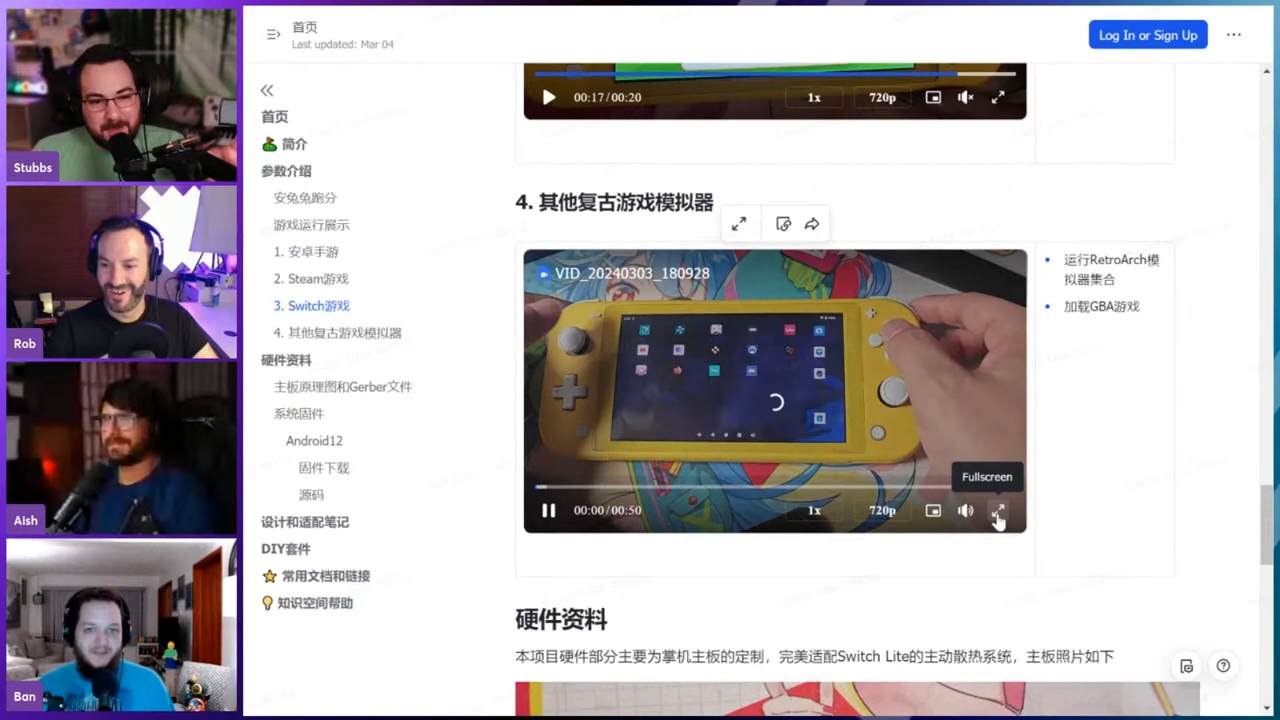 Stubbs
Rob
Aish
Ban
首页
Last updated: Mar 04
Log In or Sign Up
首页
简介
参数介绍
安兔兔跑分
游戏运行展示
1. 安卓手游
2. Steam游戏
3. Switch游戏
4. 其他复古游戏模拟器
硬件资料
主板原理图和Gerber文件
系统固件
Android12
固件下载
源码
设计和适配笔记
DIY套件
常用文档和链接
知识空间帮助
00:17/00:20
1x
720p
4. 其他复古游戏模拟器
VID_20240303_180928
Fullscreen
00:00/00:50
1x
720p
运行RetroArch模
拟器集合
加载GBA游戏
硬件资料
本项目硬件部分主要为掌机主板的定制，完美适配Switch Lite的主动散热系统，主板照片如下